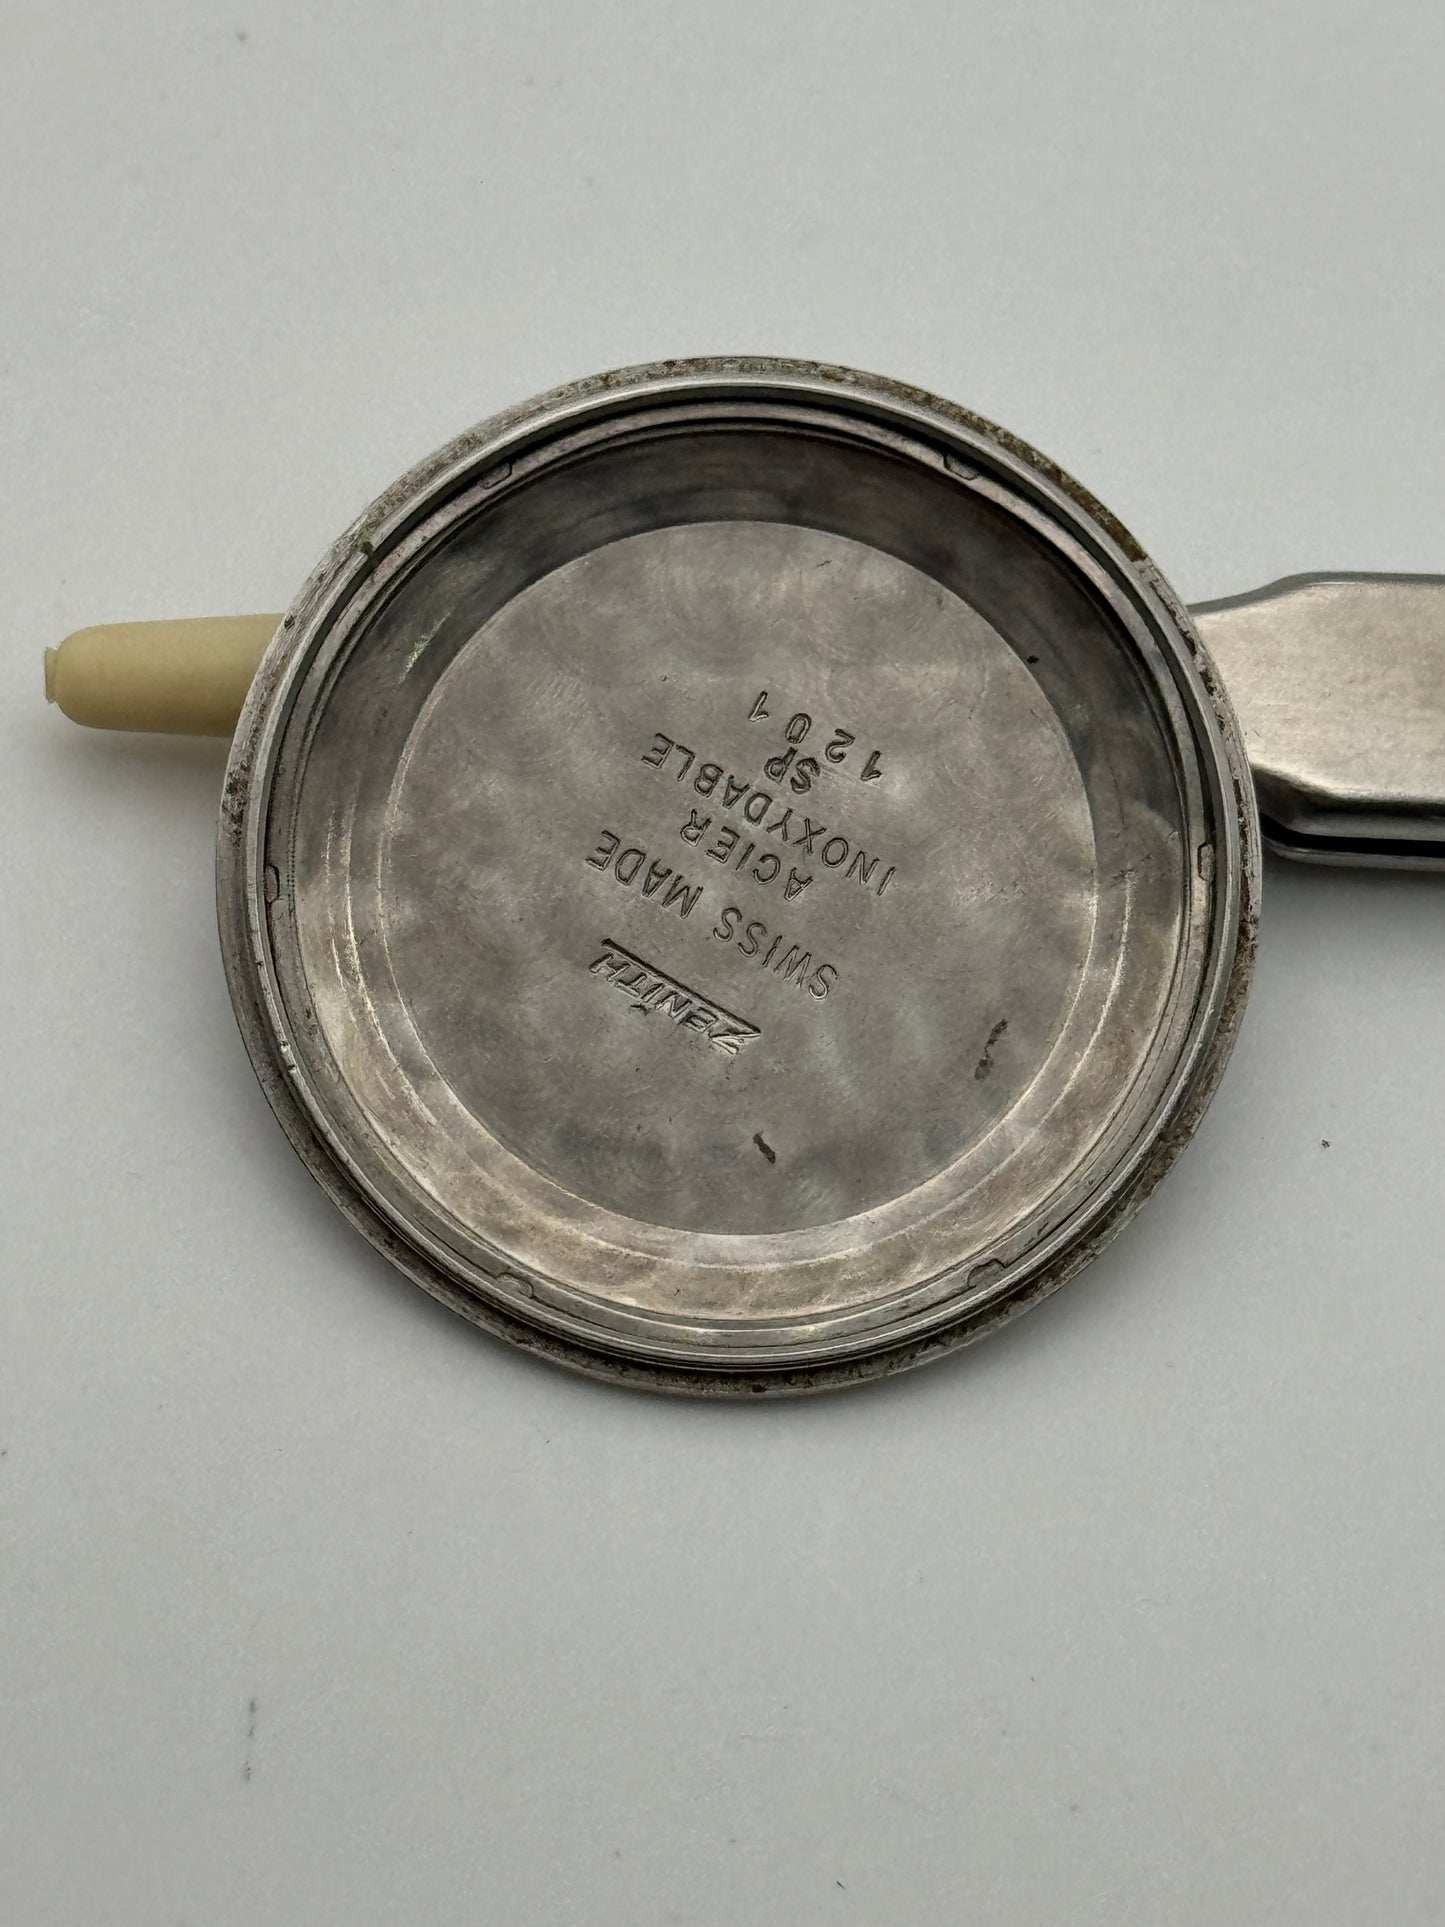 ZENITH
SWISS MADE
ACIER
INOXYDABLE
SP
1201